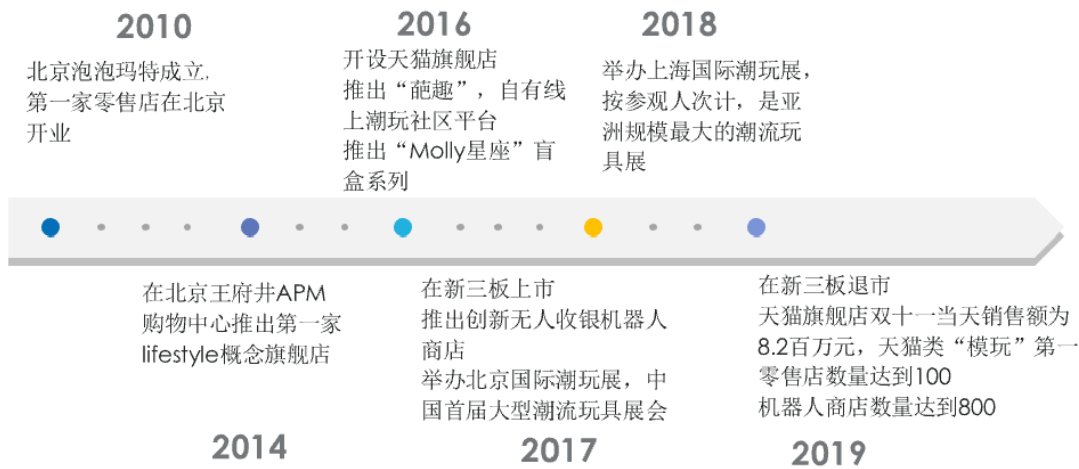 2010
北京泡泡玛特成立,
第一家零售店在北京
开业
2016
开设天猫旗舰店
推出“葩趣”，自有线
上潮玩社区平台
推出“Molly星座”盲
盒系列
2018
举办上海国际潮玩展，
按参观人次计，是亚
洲规模最大的潮流玩
具展
在北京王府井APM
购物中心推出第一家
lifestyle概念旗舰店
2014
在新三板上市
推出创新无人收银机器人
商店
举办北京国际潮玩展，中
国首届大型潮流玩具展会
2017
在新三板退市
天猫旗舰店双十一当天销售额为
8.2百万元，天猫类“模玩”第一
零售店数量达到100
机器人商店数量达到800
2019